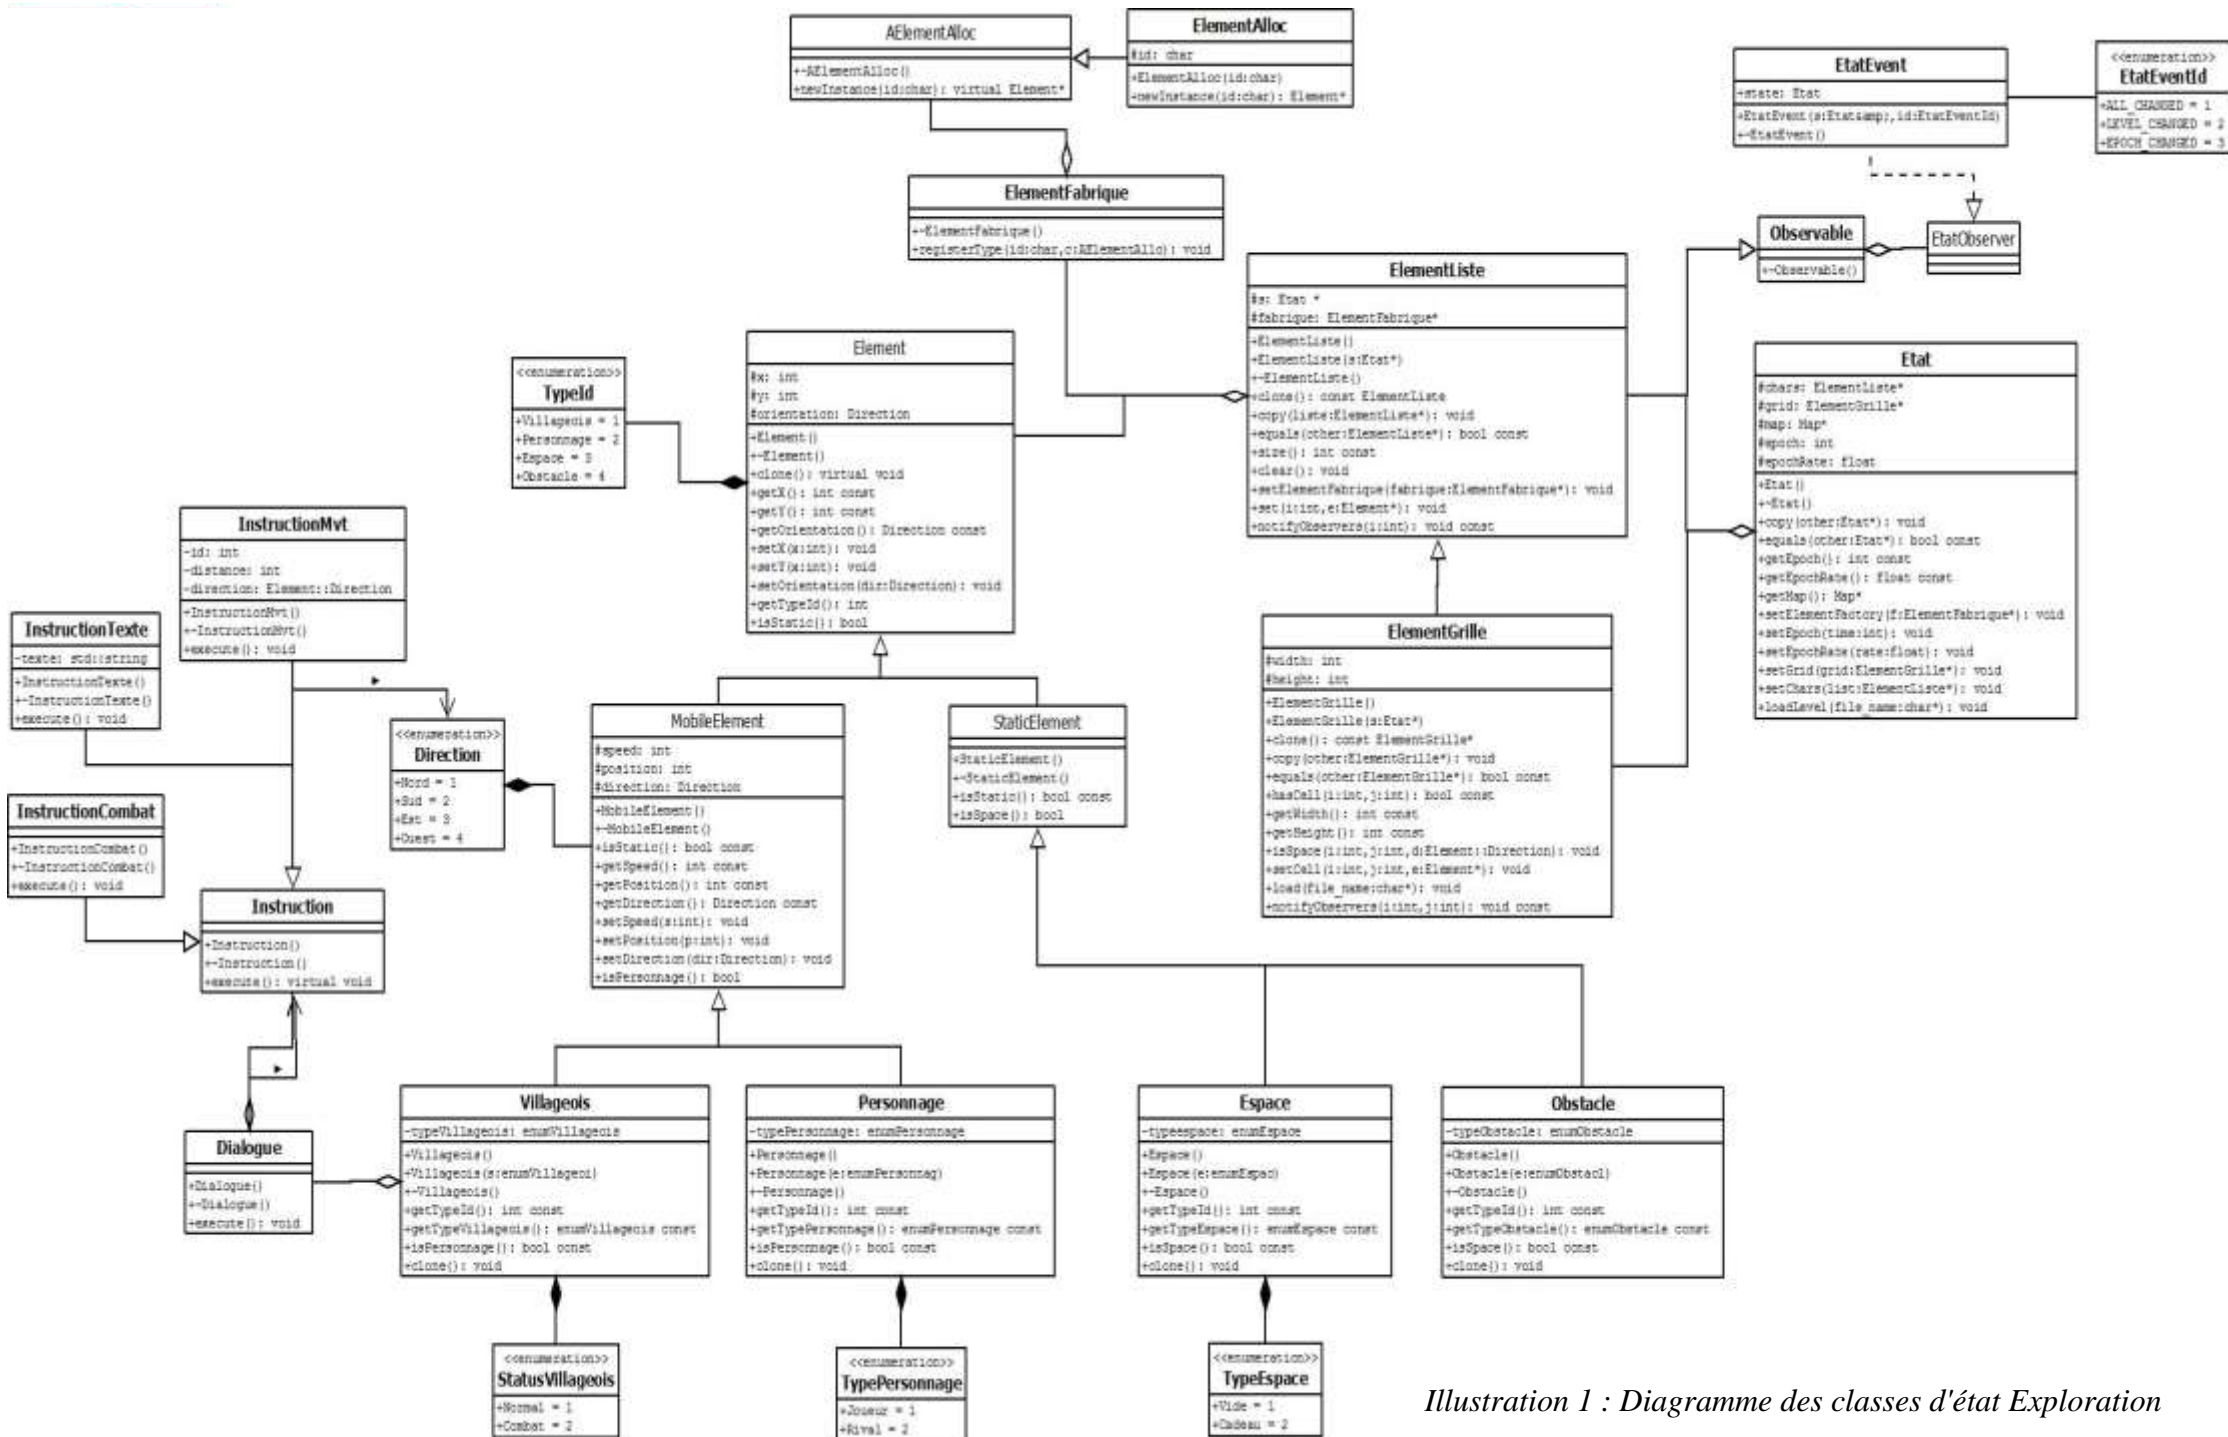 AElementAlloc
+~AElementAlloc()
+newInstance(id:char): virtual Element*
ElementAlloc
#id: char
+ElementAlloc(id:char)
+newInstance(id:char): Element*
EtatEvent
+state: Etat
+EtatEvent(s:Etat&amp;,id:EtatEventId)
+~EtatEvent()
<<enumeration>>
EtatEventId
+ALL_CHANGED = 1
+LEVEL_CHANGED = 2
+EPOCH_CHANGED = 3
ElementFabrique
+~ElementFabrique()
+registerType(id:char,c:AElementAllc): void
Observable
+~Observable()
EtatObserver
ElementListe
#s: Etat *
#fabrique: ElementFabrique*
+ElementListe()
+ElementListe(s:Etat*)
+~ElementListe()
+clone(): const ElementListe
+copy(liste:ElementListe*): void
+equals(other:ElementListe*): bool const
+size(): int const
+clear(): void
+setElementFabrique(fabrique:ElementFabrique*): void
+set(i:int,e:Element*): void
+notifyObservers(i:int): void const
Etat
#chars: ElementListe*
#grid: ElementGrille*
#map: Map*
#epoch: int
#epochRate: float
+Etat()
+~Etat()
+copy(other:Etat*): void
+equals(other:Etat*): bool const
+getEpoch(): int const
+getEpochRate(): float const
+getMap(): Map*
+setElementFactory(f:ElementFabrique*): void
+setEpoch(time:int): void
+setEpochRate(rate:float): void
+setGrid(grid:ElementGrille*): void
+setChars(list:ElementListe*): void
+loadLevel(file_name:char*): void
Element
#x: int
#y: int
#orientation: Direction
+Element()
+~Element()
+clone(): virtual void
+getX(): int const
+getY(): int const
+getOrientation(): Direction const
+setX(x:int): void
+setY(x:int): void
+setOrientation(dir:Direction): void
+getTypeId(): int
+isStatic(): bool
<<enumeration>>
TypeId
+Villageois = 1
+Personnage = 2
+Espace = 3
+Obstacle = 4
InstructionMvt
-id: int
-distance: int
-direction: Element::Direction
+InstructionMvt()
+~InstructionMvt()
+execute(): void
InstructionTexte
-texte: std::string
+InstructionTexte()
+~InstructionTexte()
+execute(): void
<<enumeration>>
Direction
+Nord = 1
+Sud = 2
+Est = 3
+Ouest = 4
InstructionCombat
+InstructionCombat()
+~InstructionCombat()
+execute(): void
Instruction
+Instruction()
+~Instruction()
+execute(): virtual void
MobileElement
#speed: int
#position: int
#direction: Direction
+MobileElement()
+~MobileElement()
+isStatic(): bool const
+getSpeed(): int const
+getPosition(): int const
+getDirection(): Direction const
+setSpeed(s:int): void
+setPosition(p:int): void
+setDirection(dir:Direction): void
+isPersonnage(): bool
StaticElement
+StaticElement()
+~StaticElement()
+isStatic(): bool const
+isSpace(): bool
ElementGrille
#width: int
#height: int
+ElementGrille()
+ElementGrille(s:Etat*)
+clone(): const ElementGrille*
+copy(other:ElementGrille*): void
+equals(other:ElementGrille*): bool const
+hasCell(i:int,j:int): bool const
+getWidth(): int const
+getHeight(): int const
+isSpace(i:int,j:int,d:Element::Direction): void
+setCell(i:int,j:int,e:Element*): void
+load(file_name:char*): void
+notifyObservers(i:int,j:int): void const
Dialogue
+Dialogue()
+~Dialogue()
+execute(): void
Villageois
-typeVillageois: enumVillageois
+Villageois()
+Villageois(s:enumVillageoi)
+~Villageois()
+getTypeId(): int const
+getTypeVillageois(): enumVillageois const
+isPersonnage(): bool const
+clone(): void
Personnage
-typePersonnage: enumPersonnage
+Personnage()
+Personnage(e:enumPersonnag)
+~Personnage()
+getTypeId(): int const
+getTypePersonnage(): enumPersonnage const
+isPersonnage(): bool const
+clone(): void
Espace
-typeespace: enumEspace
+Espace()
+Espace(e:enumEspac)
+~Espace()
+getTypeId(): int const
+getTypeEspace(): enumEspace const
+isSpace(): bool const
+clone(): void
Obstacle
-typeObstacle: enumObstacle
+Obstacle()
+Obstacle(e:enumObstacl)
+~Obstacle()
+getTypeId(): int const
+getTypeObstacle(): enumObstacle const
+isSpace(): bool const
+clone(): void
<<enumeration>>
StatusVillageois
+Normal = 1
+Combat = 2
<<enumeration>>
TypePersonnage
+Joueur = 1
+Rival = 2
<<enumeration>>
TypeEspace
+Vide = 1
+Cadeau = 2
Illustration 1 : Diagramme des classes d'état Exploration